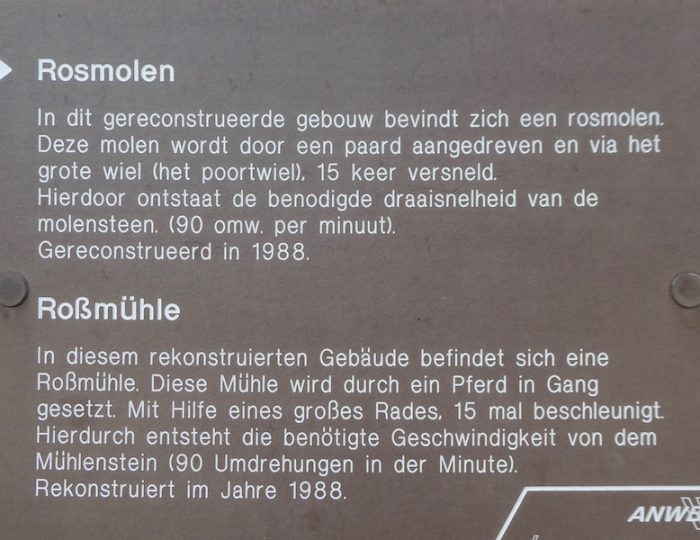 Rosmolen
In dit gereconstrueerde gebouw bevindt zich een rosmolen.
Deze molen wordt door een paard aangedreven en via het
grote wiel (het poortwiel), 15 keer versneld.
Hierdoor ontstaat de benodigde draaisnelheid van de
molensteen. (90 omw. per minuut).
Gereconstrueerd in 1988.
Roßmühle
In diesem rekonstruierten Gebäude befindet sich eine
Roßmühle. Diese Mühle wird durch ein Pferd in Gang
gesetzt. Mit Hilfe eines großes Rades, 15 mal beschleunigt.
Hierdurch entsteht die benötigte Geschwindigkeit von dem
Mühlenstein (90 Umdrehungen in der Minute).
Rekonstruiert im Jahre 1988.
ANWB